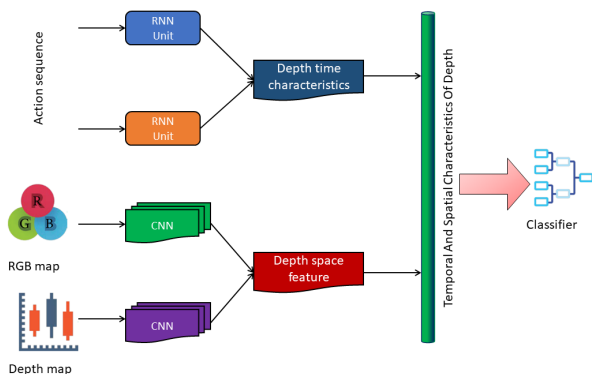 Action sequence
RNN
Unit
RNN
Unit
Depth time
characteristics
R
G
B
RGB map
CNN
CNN
Depth space
feature
Depth map
Temporal And Spatial Characteristics Of Depth
Classifier